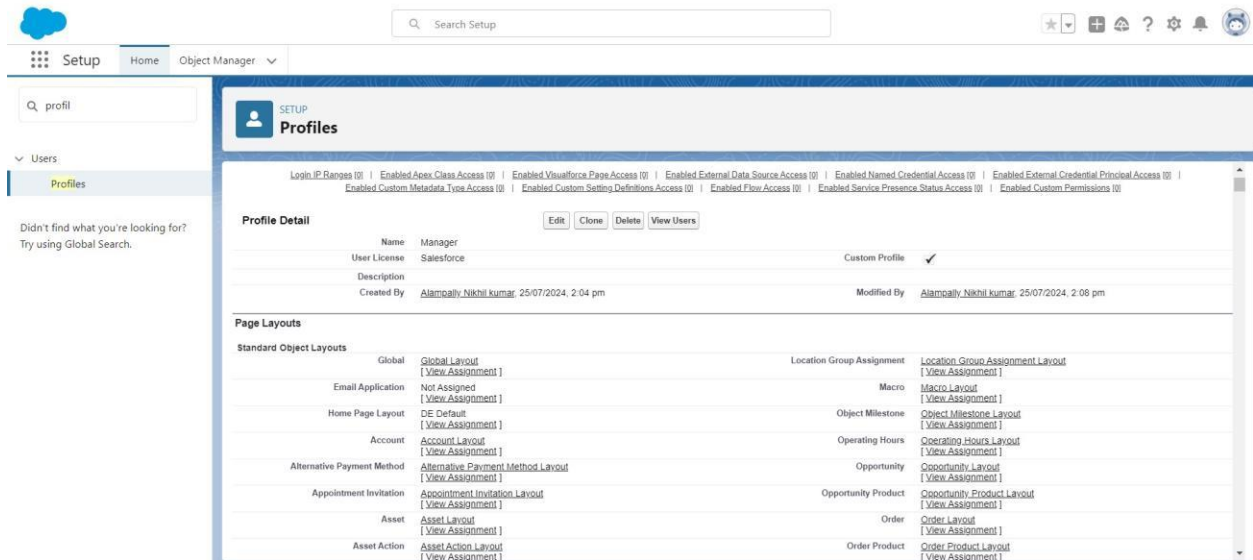 Search Setup
Setup
Home
Object Manager
profil
Users
Profiles
Didn't find what you're looking for?
Try using Global Search.
SETUP
Profiles
Login IP Ranges [0] | Enabled Apex Class Access [0] | Enabled Visualforce Page Access [0] | Enabled External Data Source Access [0] | Enabled Named Credential Access [0] | Enabled External Credential Principal Access [0] |
Enabled Custom Metadata Type Access [0] | Enabled Custom Setting Definitions Access [0] | Enabled Flow Access [0] | Enabled Service Presence Status Access [0] | Enabled Custom Permissions [0]
Profile Detail
Edit Clone Delete View Users
Name Manager
User License Salesforce Custom Profile ✓
Description
Created By Alampally Nikhil kumar, 25/07/2024, 2:04 pm Modified By Alampally Nikhil kumar, 25/07/2024, 2:08 pm
Page Layouts
Standard Object Layouts
Global Global Layout Location Group Assignment Location Group Assignment Layout
[ View Assignment ] [ View Assignment ]
Email Application Not Assigned Macro Macro Layout
[ View Assignment ] [ View Assignment ]
Home Page Layout DE Default Object Milestone Object Milestone Layout
[ View Assignment ] [ View Assignment ]
Account Account Layout Operating Hours Operating Hours Layout
[ View Assignment ] [ View Assignment ]
Alternative Payment Method Alternative Payment Method Layout Opportunity Opportunity Layout
[ View Assignment ] [ View Assignment ]
Appointment Invitation Appointment Invitation Layout Opportunity Product Opportunity Product Layout
[ View Assignment ] [ View Assignment ]
Asset Asset Layout Order Order Layout
[ View Assignment ] [ View Assignment ]
Asset Action Asset Action Layout Order Product Order Product Layout
[ View Assignment ] [ View Assignment ]